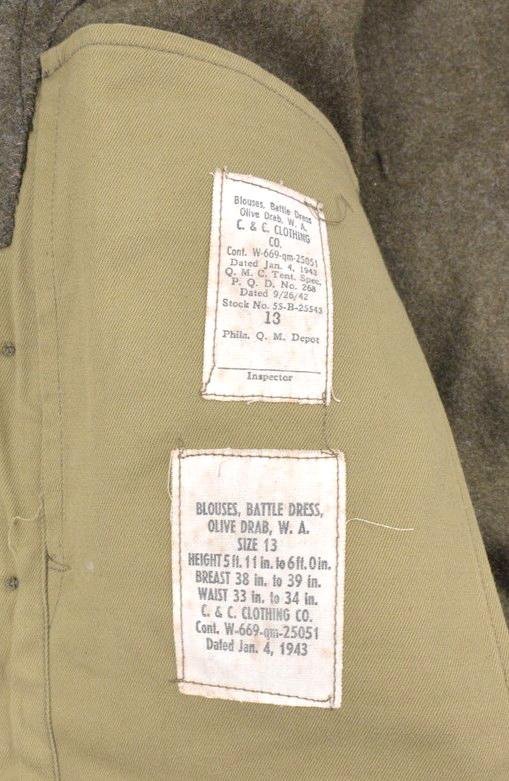 Blouses, Battle Dress
Olive Drab, W. A.
C. & C. CLOTHING
CO.
Cont. W-669-qm-25051
Dated Jan. 4, 1943
Q. M. C. Tent. Spec.
P. Q. D. No. 268
Dated 9/26/42
Stock No. 55-B-25543
13
Phila. Q. M. Depot
Inspector
BLOUSES, BATTLE DRESS,
OLIVE DRAB, W. A.
SIZE 13
HEIGHT 5 ft. 11 in. to 6 ft. 0 in.
BREAST 38 in. to 39 in.
WAIST 33 in. to 34 in.
C. & C. CLOTHING CO.
Cont. W-669-qm-25051
Dated Jan. 4, 1943